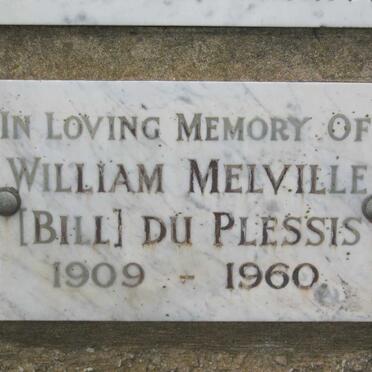 In Loving Memory Of
William Melville
[Bill] du Plessis
1909 - 1960